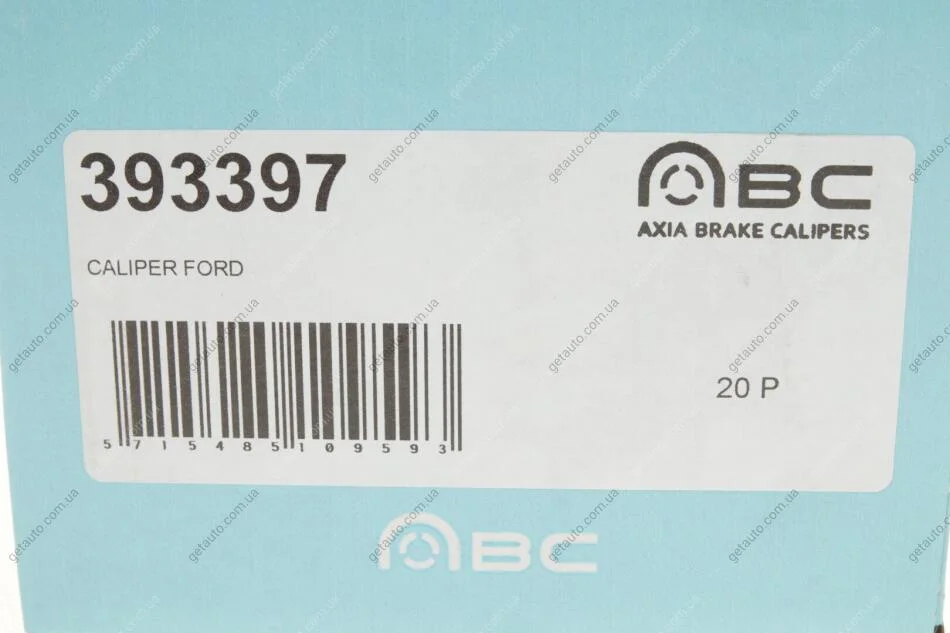 393397
ABC
AXIA BRAKE CALIPERS
CALIPER FORD
20 P
5 715485 109593
ABC
getauto.com.ua